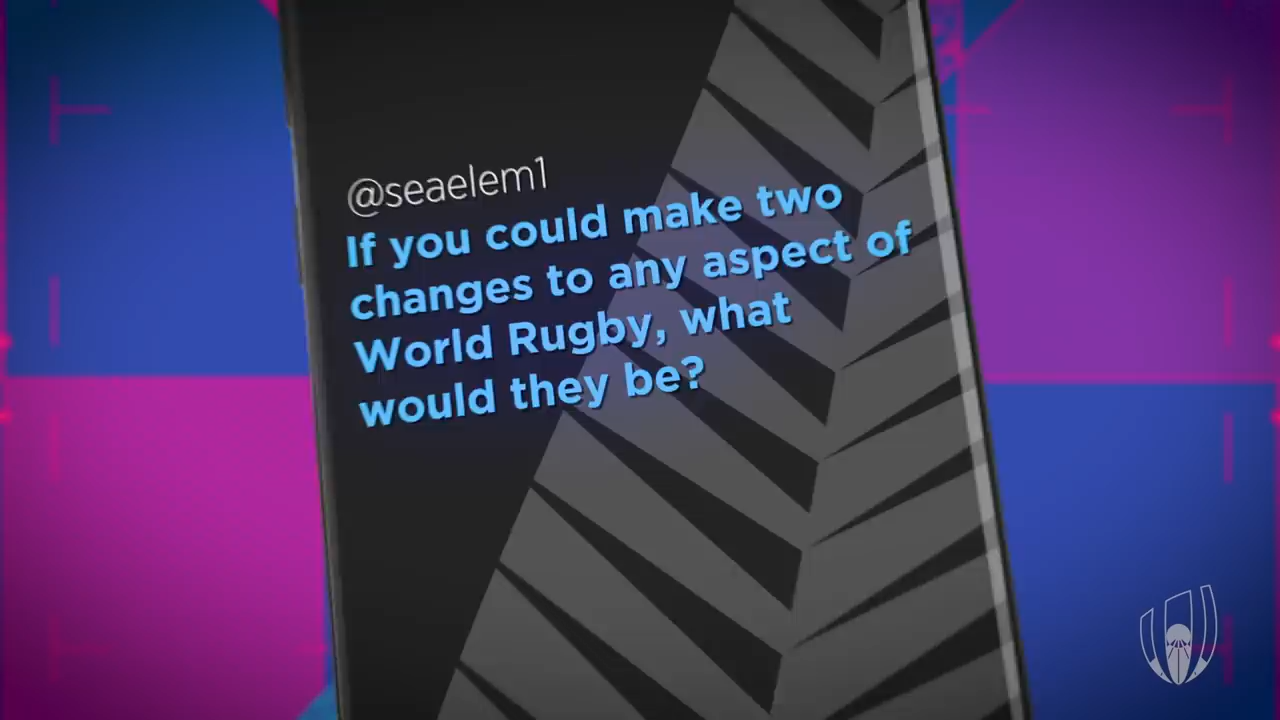 @seaelem1
If you could make two
changes to any aspect of
World Rugby, what
would they be?